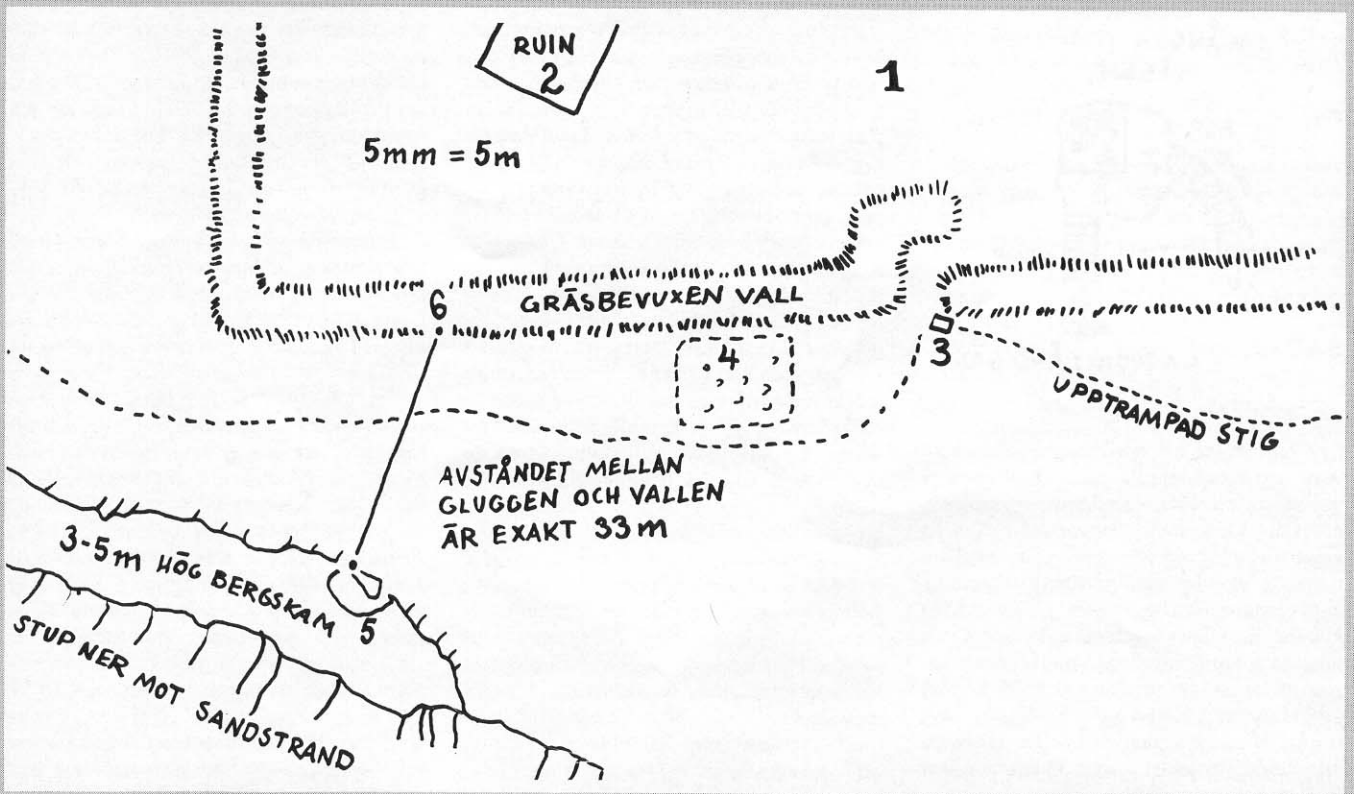 RUIN
2
1
5mm = 5m
6
GRÄSBEVUXEN VALL
4
3
UPPTRAMPAD STIG
AVSTÅNDET MELLAN
GLUGGEN OCH VALLEN
ÄR EXAKT 33m
3-5m HÖG BERGSKAM
5
STUP NER MOT SANDSTRAND